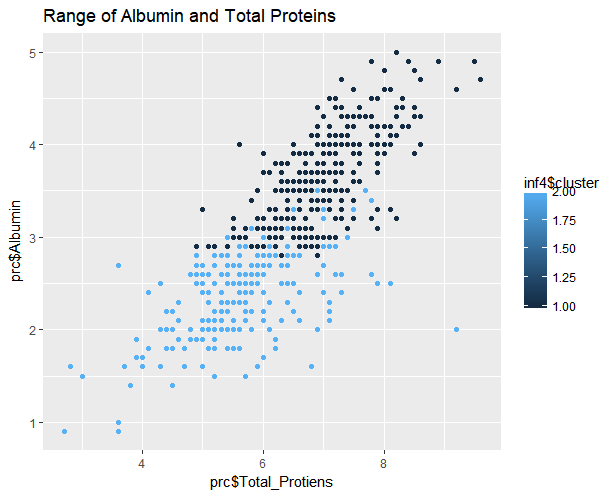 Range of Albumin and Total Proteins
5
4
3
2
1
prc$Albumin
4 6 8
prc$Total_Protiens
inf4$cluster
2.00
1.75
1.50
1.25
1.00